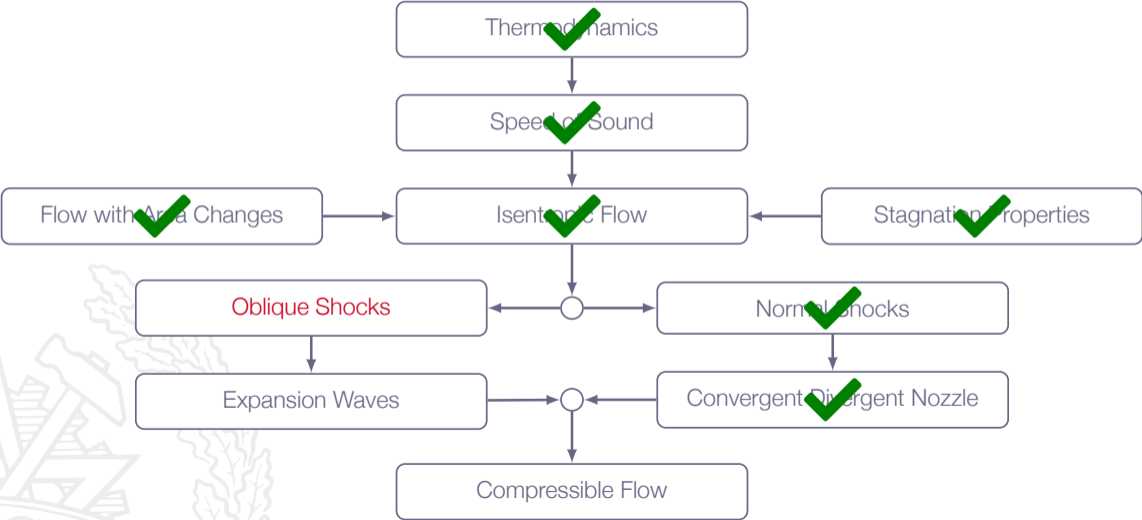 Thermodynamics
Speed of Sound
Flow with Area Changes
Isentropic Flow
Stagnation Properties
Oblique Shocks
Normal Shocks
Expansion Waves
Convergent Divergent Nozzle
Compressible Flow